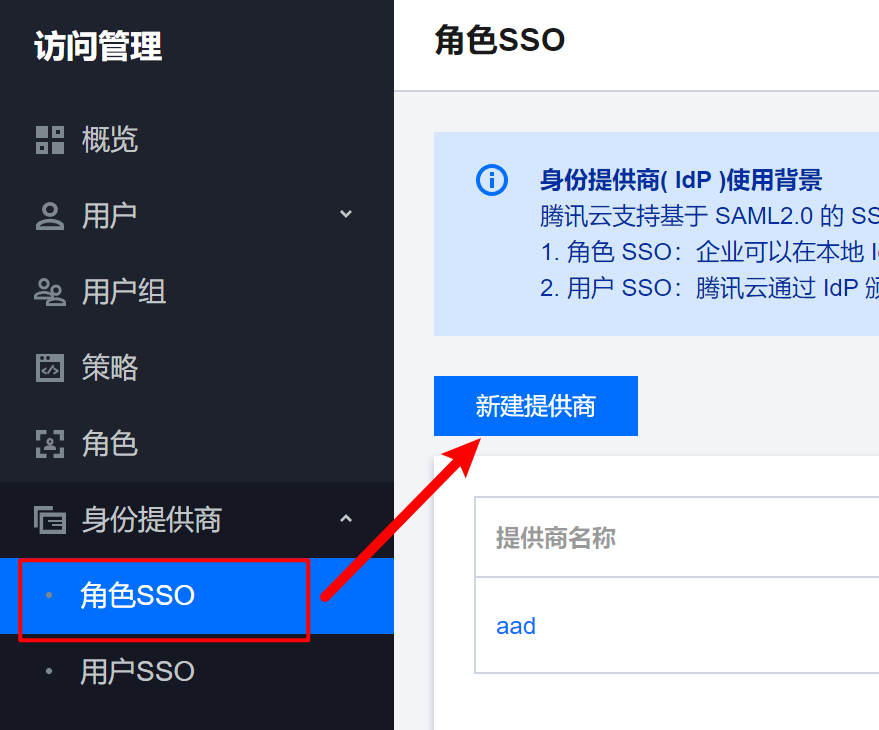 访问管理
概览
用户
用户组
策略
角色
身份提供商
角色SSO
用户SSO
角色SSO
身份提供商( IdP )使用背景
腾讯云支持基于 SAML2.0 的 SS
1. 角色 SSO：企业可以在本地 Id
2. 用户 SSO：腾讯云通过 IdP 颁
新建提供商
提供商名称
aad